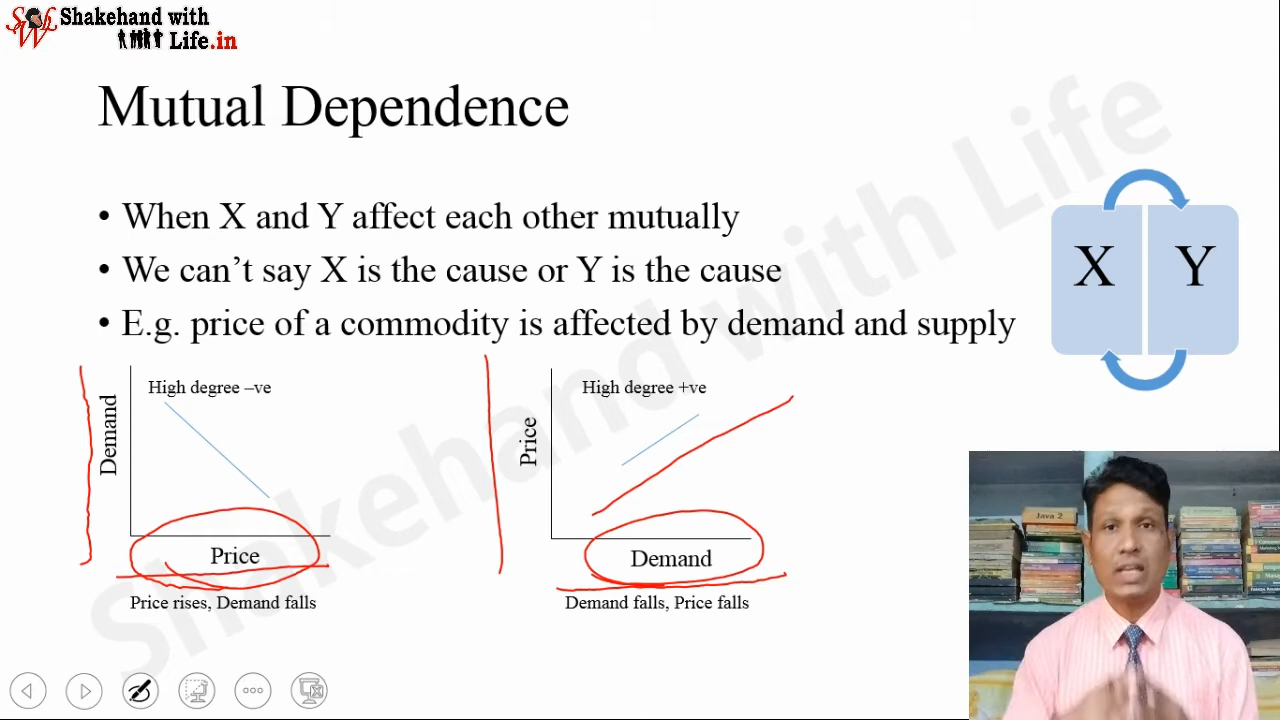 Shakehand with
Life.in
Mutual Dependence
• When X and Y affect each other mutually
• We can't say X is the cause or Y is the cause
• E.g. price of a commodity is affected by demand and supply
X Y
High degree –ve
Demand
Price
Price rises, Demand falls
High degree +ve
Price
Demand
Demand falls, Price falls
Shakehand with Life
Java 2